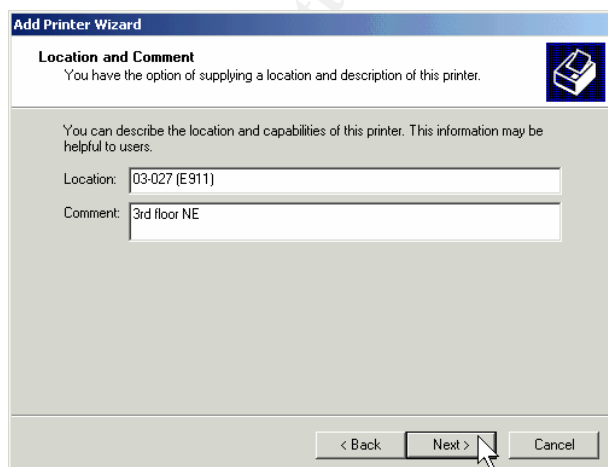 Add Printer Wizard
Location and Comment
You have the option of supplying a location and description of this printer.
You can describe the location and capabilities of this printer. This information may be
helpful to users.
Location: 03-027 (E911)
Comment: 3rd floor NE
< Back Next > Cancel